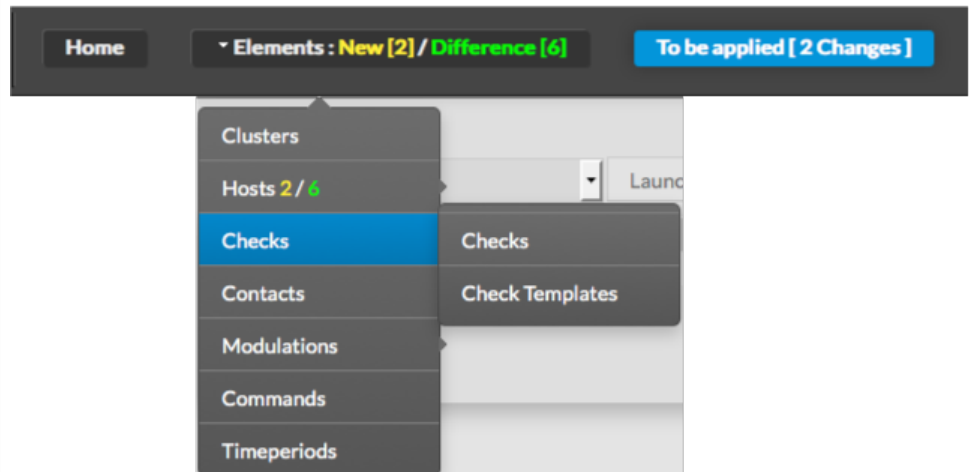 Home
Elements : New [2] / Difference [6]
To be applied [ 2 Changes ]
Clusters
Hosts 2 / 6
Launc
Checks
Checks
Contacts
Check Templates
Modulations
Commands
Timeperiods